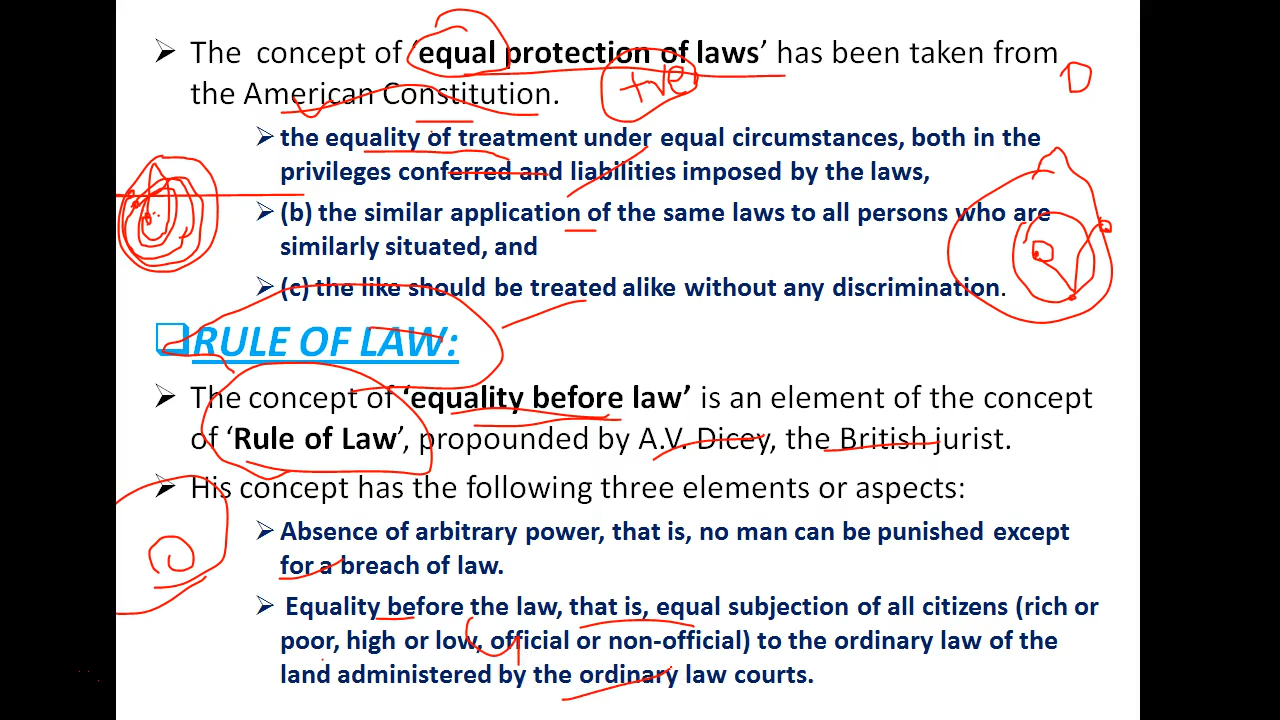 ➢ The concept of ‘equal protection of laws’ has been taken from
the American Constitution.
+ve
D
➢ the equality of treatment under equal circumstances, both in the
privileges conferred and liabilities imposed by the laws,
➢ (b) the similar application of the same laws to all persons who are
similarly situated, and
➢ (c) the like should be treated alike without any discrimination.
❑ RULE OF LAW:
➢ The concept of ‘equality before law’ is an element of the concept
of ‘Rule of Law’, propounded by A.V. Dicey, the British jurist.
➢ His concept has the following three elements or aspects:
➢ Absence of arbitrary power, that is, no man can be punished except
for a breach of law.
➢ Equality before the law, that is, equal subjection of all citizens (rich or
poor, high or low, official or non-official) to the ordinary law of the
land administered by the ordinary law courts.